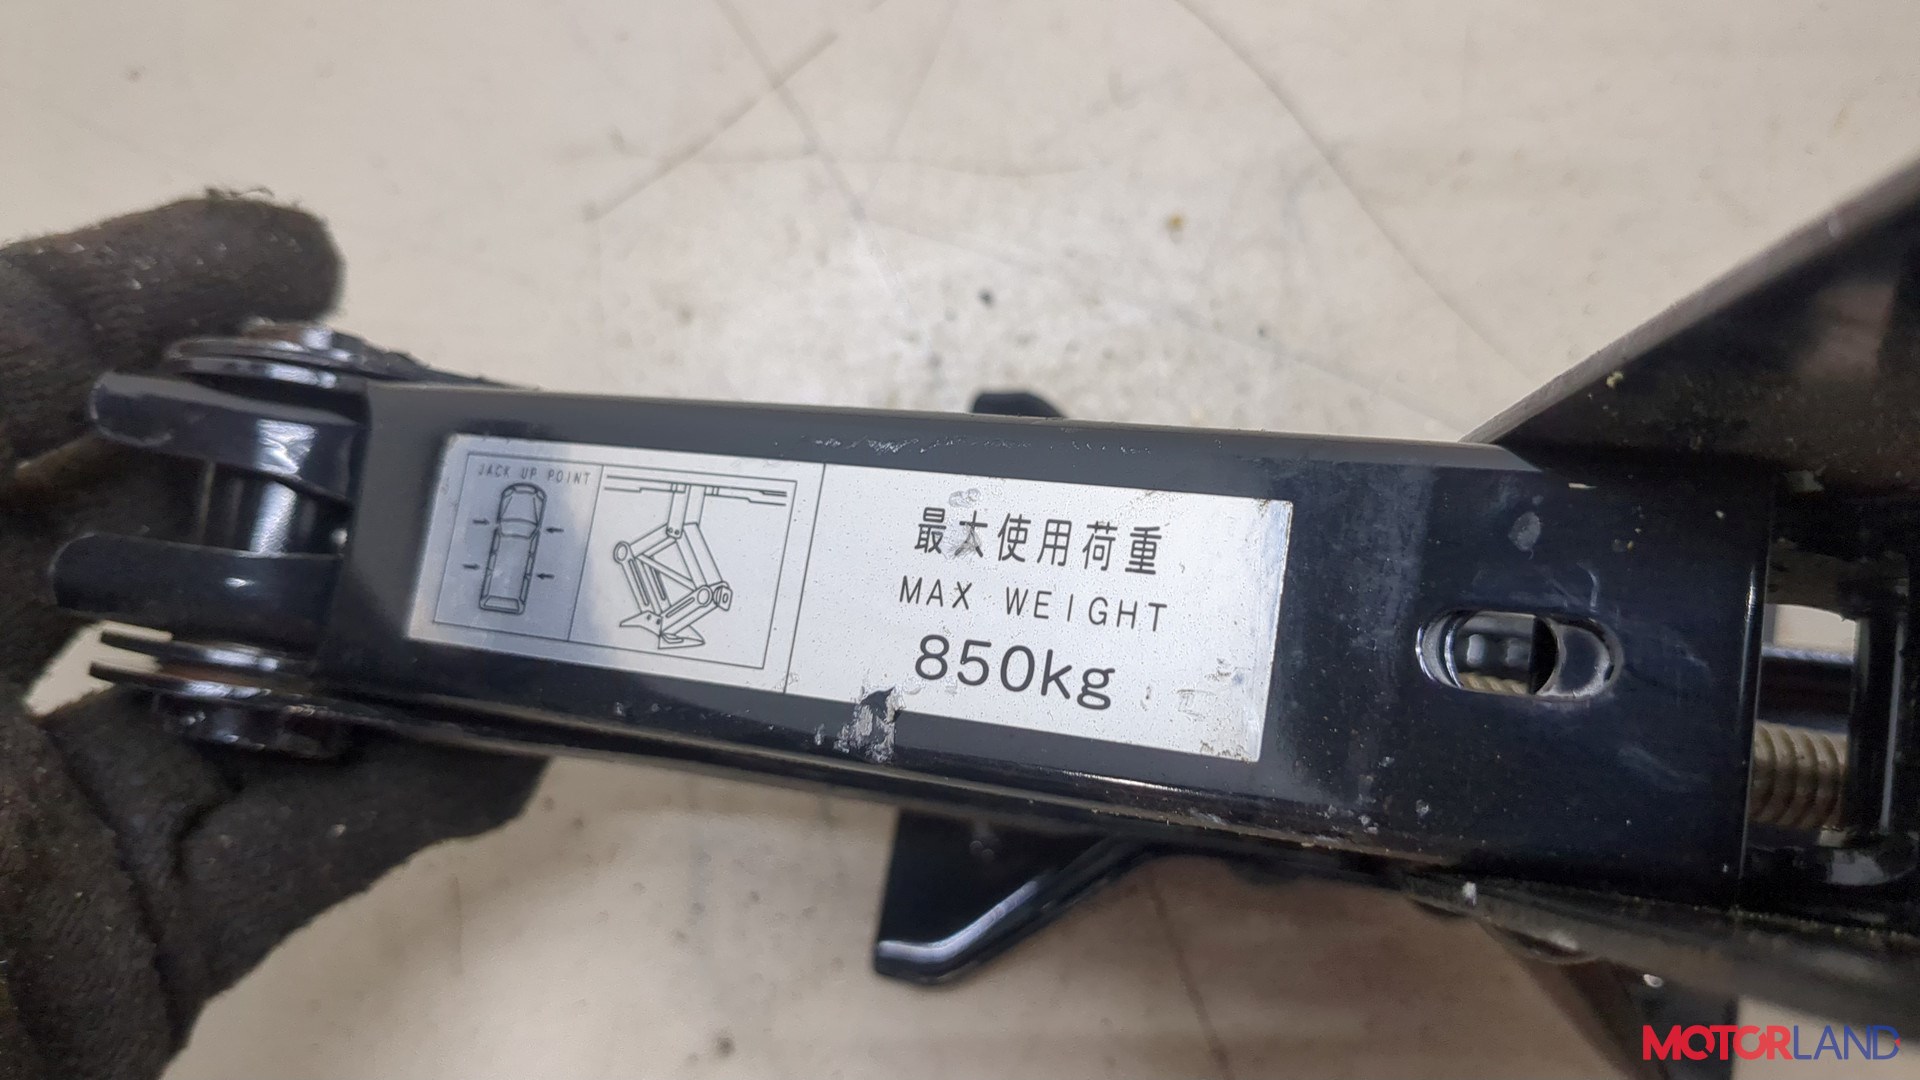 JACK UP POINT
最大使用荷重
MAX WEIGHT
850kg
MOTORLAND